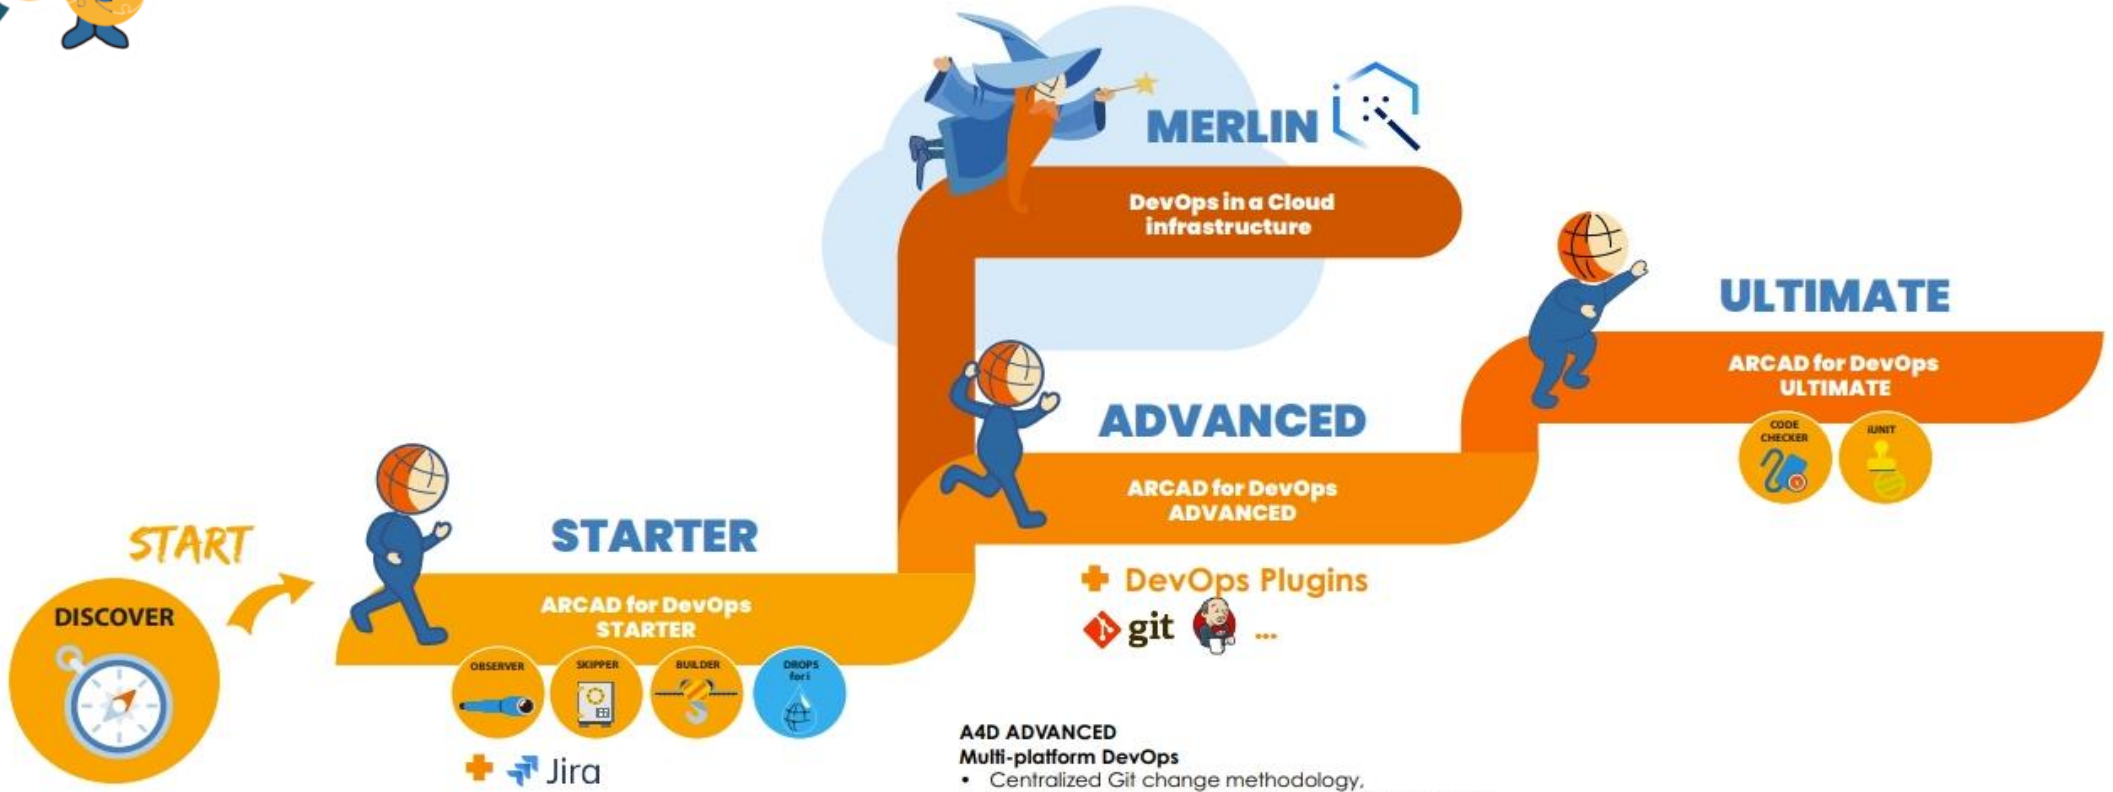 MERLIN
DevOps in a Cloud
infrastructure
ULTIMATE
ARCAD for DevOps
ULTIMATE
CODE
CHECKER
iUNIT
ADVANCED
ARCAD for DevOps
ADVANCED
DevOps Plugins
git
...
START
DISCOVER
STARTER
ARCAD for DevOps
STARTER
OBSERVER
SKIPPER
BUILDER
DROPS
for i
Jira
A4D ADVANCED
Multi-platform DevOps
• Centralized Git change methodology,